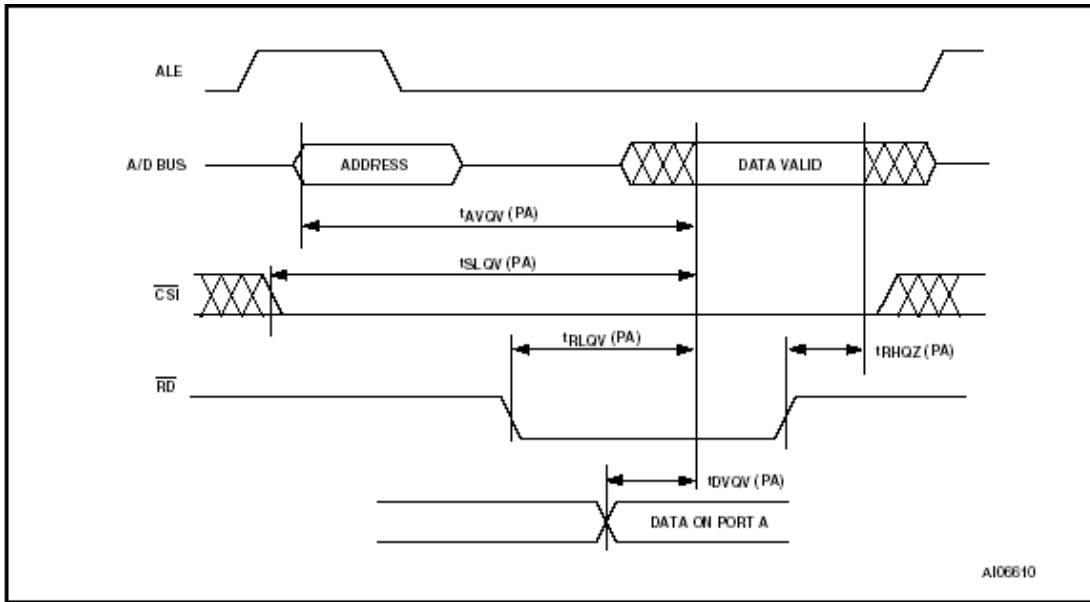 ALE
A/D BUS
ADDRESS
DATA VALID
tAVQV (PA)
tSLQV (PA)
CSI
tRLQV (PA)
tRHQZ (PA)
RD
tDVQV (PA)
DATA ON PORT A
AI06610